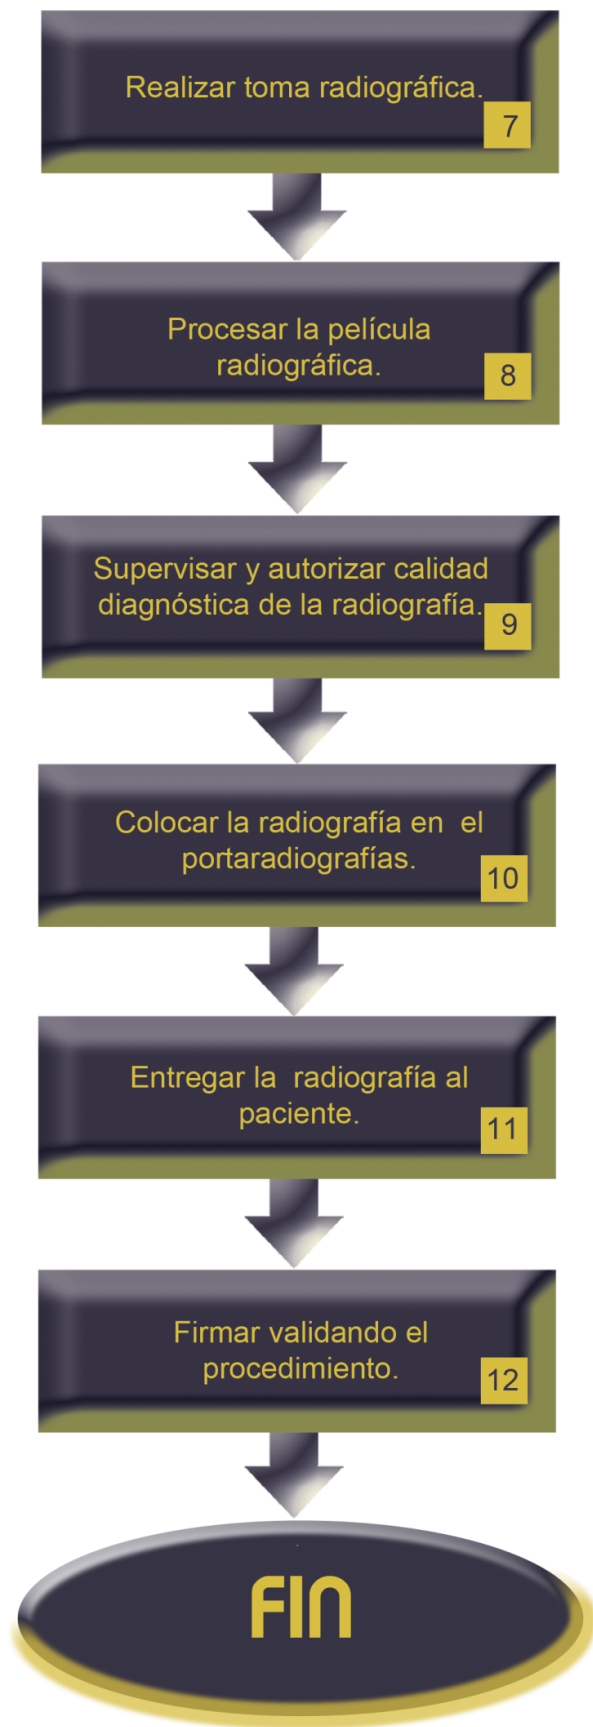 Realizar toma radiográfica.
7
Procesar la película
radiográfica.
8
Supervisar y autorizar calidad
diagnóstica de la radiografía.
9
Colocar la radiografía en  el
portaradiografías.
10
Entregar la  radiografía al
paciente.
11
Firmar validando el
procedimiento.
12
FIN